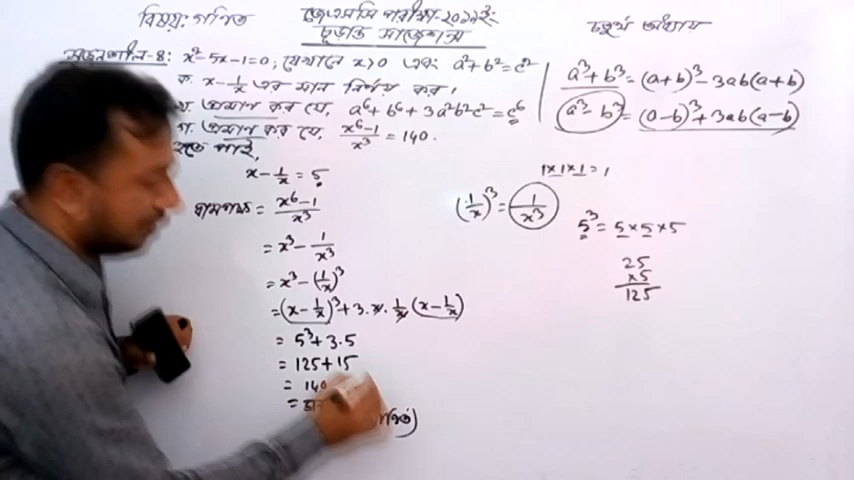 বিষয়: গণিত
জেএসসি পরীক্ষা-২০১৯ইং
চূড়ান্ত সাজেশন্স
চতুর্থ অধ্যায়
সৃজনশীল-৪: x²-5x-1=0; যেখানে x>0 এবং a²+b²=c²
ক. x-1/x এর মান নির্ণয় কর।
খ. প্রমাণ কর যে, a⁶+b⁶+3a²b²c²=c⁶
গ. প্রমাণ কর যে, (x⁶-1)/x³ = 140.
a³+b³=(a+b)³-3ab(a+b)
a³-b³=(a-b)³+3ab(a-b)
হতে পাই,
x-1/x = 5
বামপক্ষ = (x⁶-1)/x³
= x³-1/x³
= x³-(1/x)³
=(x-1/x)³+3.x.1/x(x-1/x)
= 5³+3.5
= 125+15
= 140
=
1×1×1=1
(1/x)³=1/x³
5³= 5×5×5
25
×5
125